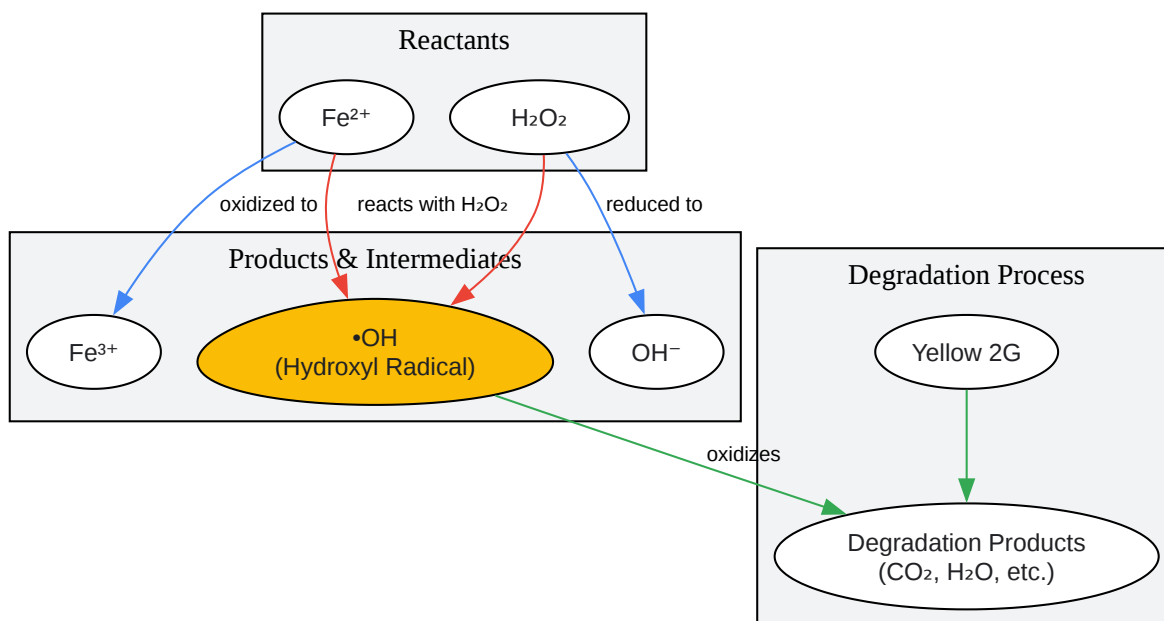 Reactants
Fe²⁺
H₂O₂
oxidized to
reacts with H₂O₂
reduced to
Products & Intermediates
Fe³⁺
•OH
(Hydroxyl Radical)
OH⁻
Degradation Process
Yellow 2G
oxidizes
Degradation Products
(CO₂, H₂O, etc.)